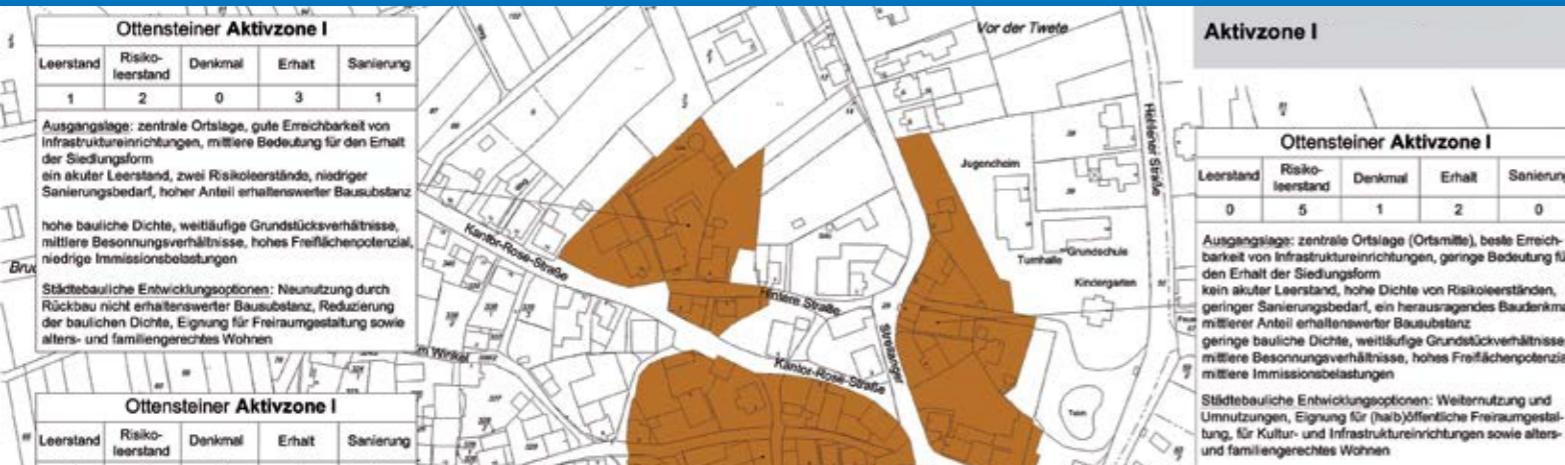 Ottensteiner Aktivzone I
Leerstand Risiko-leerstand Denkmal Erhalt Sanierung
1 2 0 3 1
Ausgangslage: zentrale Ortslage, gute Erreichbarkeit von
Infrastruktureinrichtungen, mittlere Bedeutung für den Erhalt
der Siedlungsform
ein akuter Leerstand, zwei Risikoleerstände, niedriger
Sanierungsbedarf, hoher Anteil erhaltenswerter Bausubstanz
hohe bauliche Dichte, weitläufige Grundstücksverhältnisse,
mittlere Besonnungsverhältnisse, hohes Freiflächenpotenzial,
niedrige Immissionsbelastungen
Städtebauliche Entwicklungsoptionen: Neunutzung durch
Rückbau nicht erhaltenswerter Bausubstanz, Reduzierung
der baulichen Dichte, Eignung für Freiraumgestaltung sowie
alters- und familiengerechtes Wohnen
Ottensteiner Aktivzone I
Leerstand Risiko-leerstand Denkmal Erhalt Sanierung
Vor der Twete
Jugendheim
Turnhalle
Grundschule
Kindergarten
Kantor-Rose-Straße
Hintere Straße
Kantor-Rose-Straße
Teich
Aktivzone I
Ottensteiner Aktivzone I
Leerstand Risiko-leerstand Denkmal Erhalt Sanierung
0 5 1 2 0
Ausgangslage: zentrale Ortslage (Ortsmitte), beste Erreich-
barkeit von Infrastruktureinrichtungen, geringe Bedeutung fü
den Erhalt der Siedlungsform
kein akuter Leerstand, hohe Dichte von Risikoleerständen,
geringer Sanierungsbedarf, ein herausragendes Baudenkm
mittlerer Anteil erhaltenswerter Bausubstanz
geringe bauliche Dichte, weitläufige Grundstückverhältnisse
mittlere Besonnungsverhältnisse, hohes Freiflächenpotenzia
mittlere Immissionsbelastungen
Städtebauliche Entwicklungsoptionen: Weiternutzung und
Umnutzungen, Eignung für (halb)öffentliche Freiraumgestal-
tung, für Kultur- und Infrastruktureinrichtungen sowie alters-
und familiengerechtes Wohnen